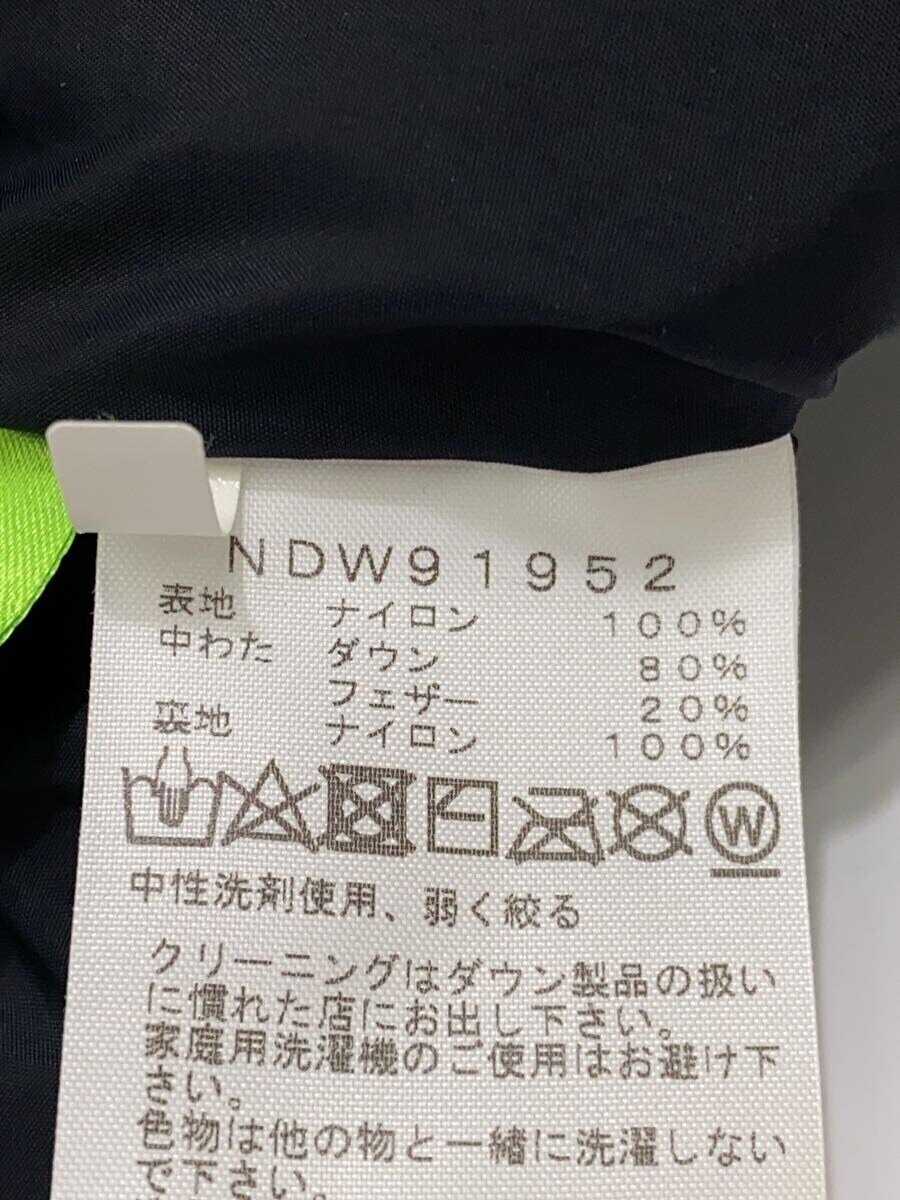 NDW91952
表地 ナイロン 100%
中わた ダウン 80%
フェザー 20%
裏地 ナイロン 100%
W
中性洗剤使用、弱く絞る
クリーニングはダウン製品の扱い
に慣れた店にお出し下さい。
家庭用洗濯機のご使用はお避け下
さい。
色物は他の物と一緒に洗濯しない
で下さい。